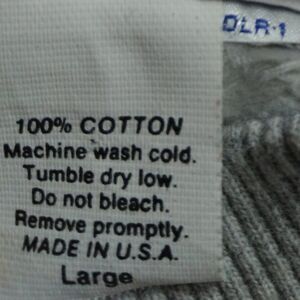 DLR-1
100% COTTON
Machine wash cold.
Tumble dry low.
Do not bleach.
Remove promptly.
MADE IN U.S.A.
Large